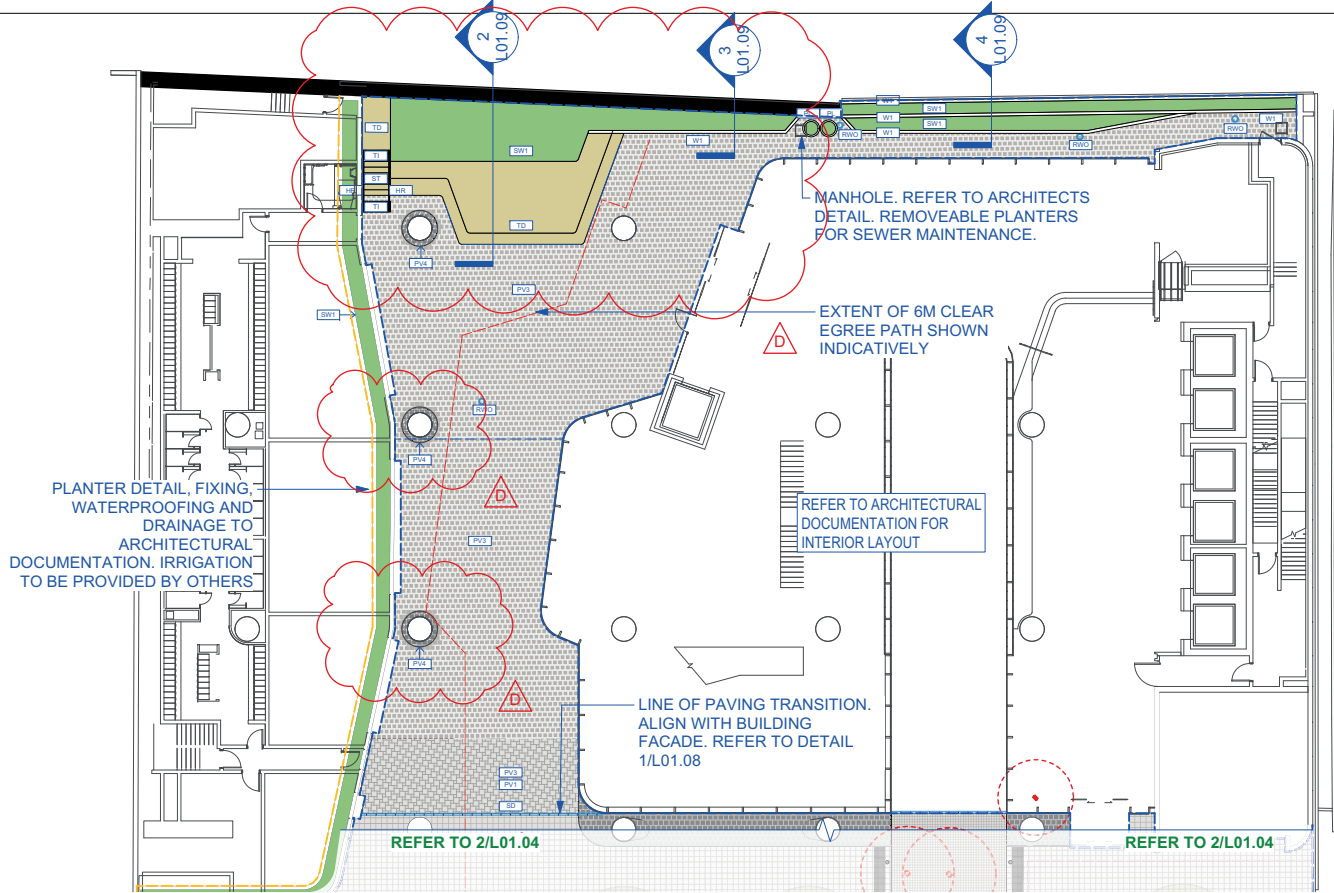 2
L01.09
3
L01.09
4
L01.09
TD
TI
ST
TI
HR
SW1
TD
PV4
PV3
SW1
W1
PL
RWO
W1
SW1
W1
SW1
W1
RWO
RWO
W1
MANHOLE. REFER TO ARCHITECTS
DETAIL. REMOVEABLE PLANTERS
FOR SEWER MAINTENANCE.
EXTENT OF 6M CLEAR
EGREE PATH SHOWN
INDICATIVELY
D
RWO
PV4
D
PLANTER DETAIL, FIXING,
WATERPROOFING AND
DRAINAGE TO
ARCHITECTURAL
DOCUMENTATION. IRRIGATION
TO BE PROVIDED BY OTHERS
REFER TO ARCHITECTURAL
DOCUMENTATION FOR
INTERIOR LAYOUT
PV3
PV4
D
LINE OF PAVING TRANSITION.
ALIGN WITH BUILDING
FACADE. REFER TO DETAIL
1/L01.08
PV3
PV1
SD
REFER TO 2/L01.04
REFER TO 2/L01.04